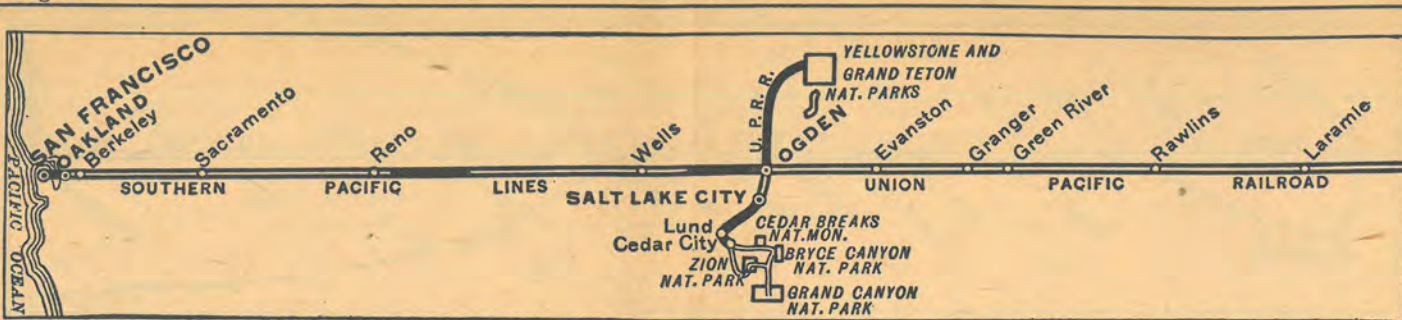 SAN FRANCISCO
OAKLAND
Berkeley
Sacramento
Reno
Wells
OGDEN
Evanston
Granger
Green River
Rawlins
Laramie
YELLOWSTONE AND
GRAND TETON
NAT. PARKS
U. P. R. R.
SOUTHERN PACIFIC LINES
UNION PACIFIC RAILROAD
PACIFIC OCEAN
SALT LAKE CITY
Lund
Cedar City
CEDAR BREAKS
NAT. MON.
BRYCE CANYON
NAT. PARK
ZION
NAT. PARK
GRAND CANYON
NAT. PARK